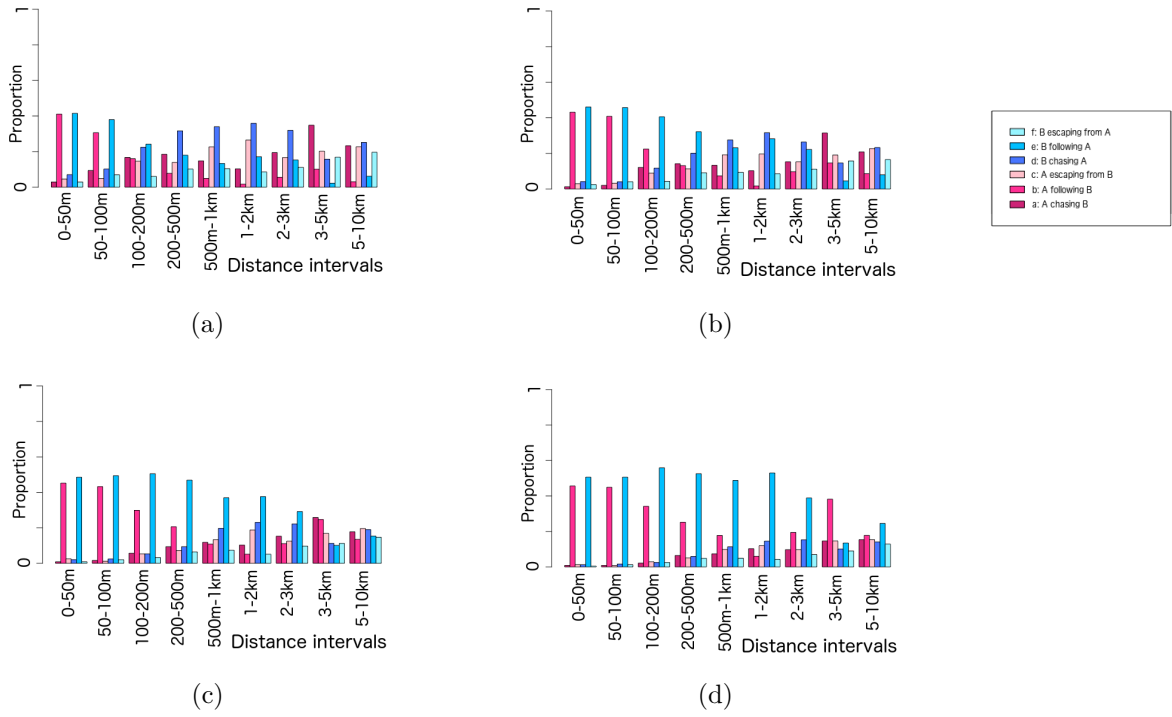 1
Proportion
0
0-50m
50-100m
100-200m
200-500m
500m-1km
1-2km
2-3km
3-5km
5-10km
Distance intervals
(a)
1
Proportion
0
0-50m
50-100m
100-200m
200-500m
500m-1km
1-2km
2-3km
3-5km
5-10km
Distance intervals
(b)
f: B escaping from A
e: B following A
d: B chasing A
c: A escaping from B
b: A following B
a: A chasing B
1
Proportion
0
0-50m
50-100m
100-200m
200-500m
500m-1km
1-2km
2-3km
3-5km
5-10km
Distance intervals
(c)
1
Proportion
0
0-50m
50-100m
100-200m
200-500m
500m-1km
1-2km
2-3km
3-5km
5-10km
Distance intervals
(d)